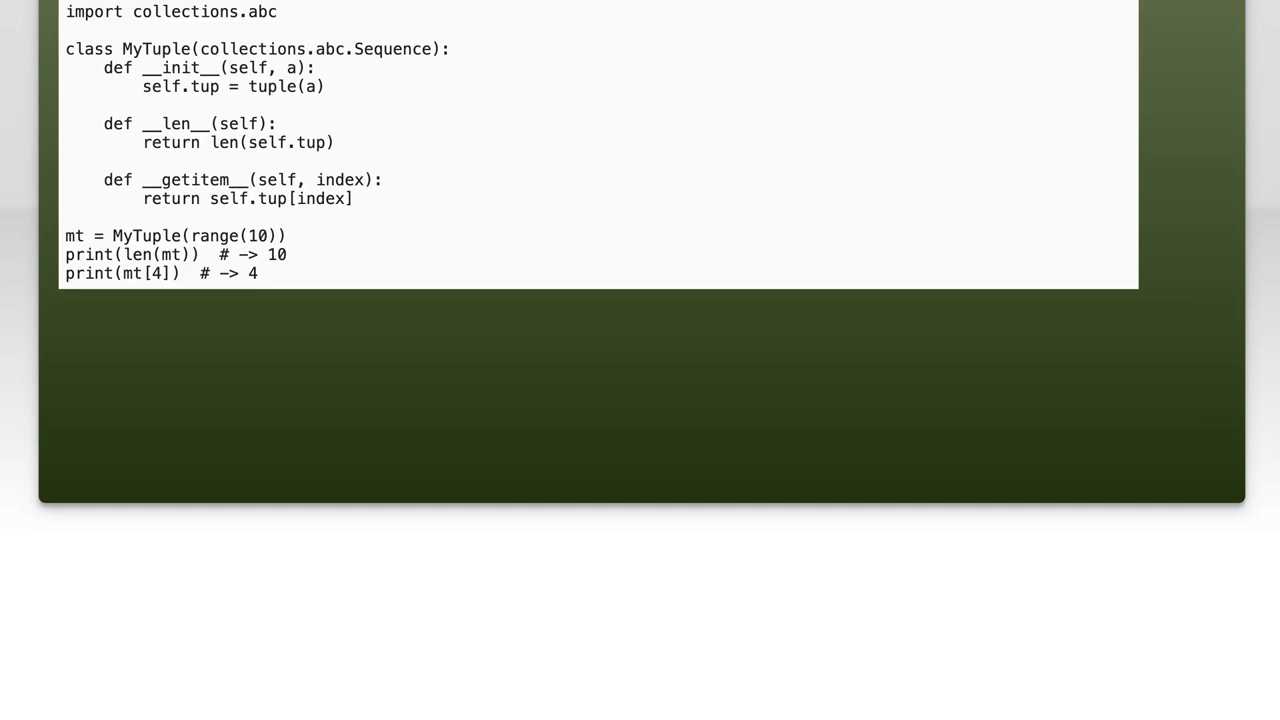 import collections.abc

class MyTuple(collections.abc.Sequence):
    def __init__(self, a):
        self.tup = tuple(a)

    def __len__(self):
        return len(self.tup)

    def __getitem__(self, index):
        return self.tup[index]

mt = MyTuple(range(10))
print(len(mt))  # -> 10
print(mt[4])  # -> 4